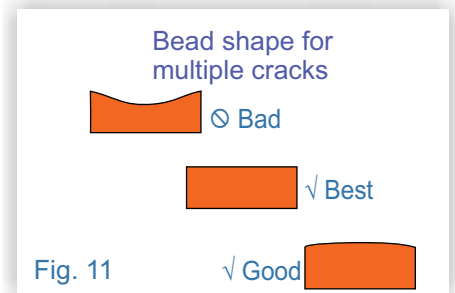 Bead shape for
multiple cracks
⦸ Bad
√ Best
√ Good
Fig. 11